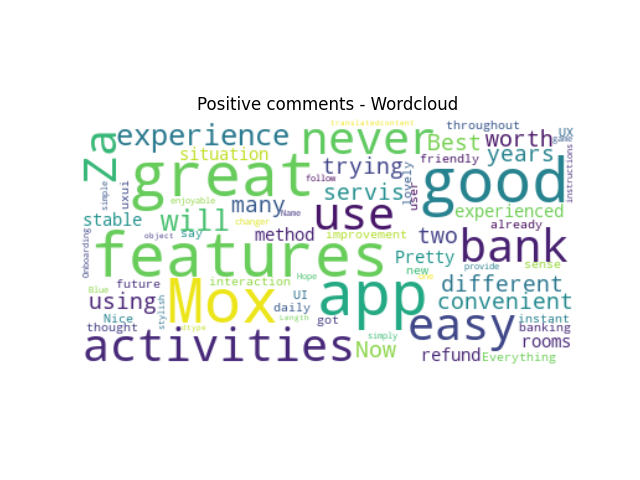 Positive comments - Wordcloud
translatedcontent
throughout
UX
game
experience
never
Best
worth
Za
situation
great
trying
friendly
years
instructions
simple
uxui
follow
lovely
user
good
enjoyable
servis
experienced
many
Name
use
stable
will
changer
already
say
object
method
improvement
two
bank
Onboarding
features
Pretty
new
provide
sense
future
interaction
Hope
app
one
different
Blue
Mox
UI
using
stylish
daily
convenient
Nice
Length
got
easy
instant
thought
dtype
banking
simply
activities
Now
refund
rooms
Everything